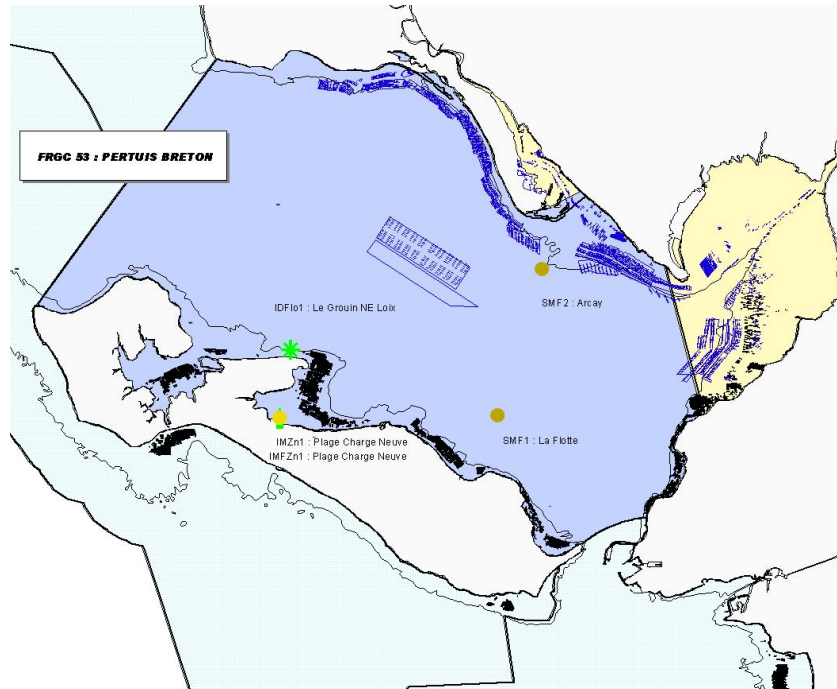 FRGC 53 : PERTUIS BRETON
IDFlo1 : Le Grouin NE Loix
SMF2 : Arcay
IMZn1 : Plage Charge Neuve
IMFZn1 : Plage Charge Neuve
SMF1 : La Flotte